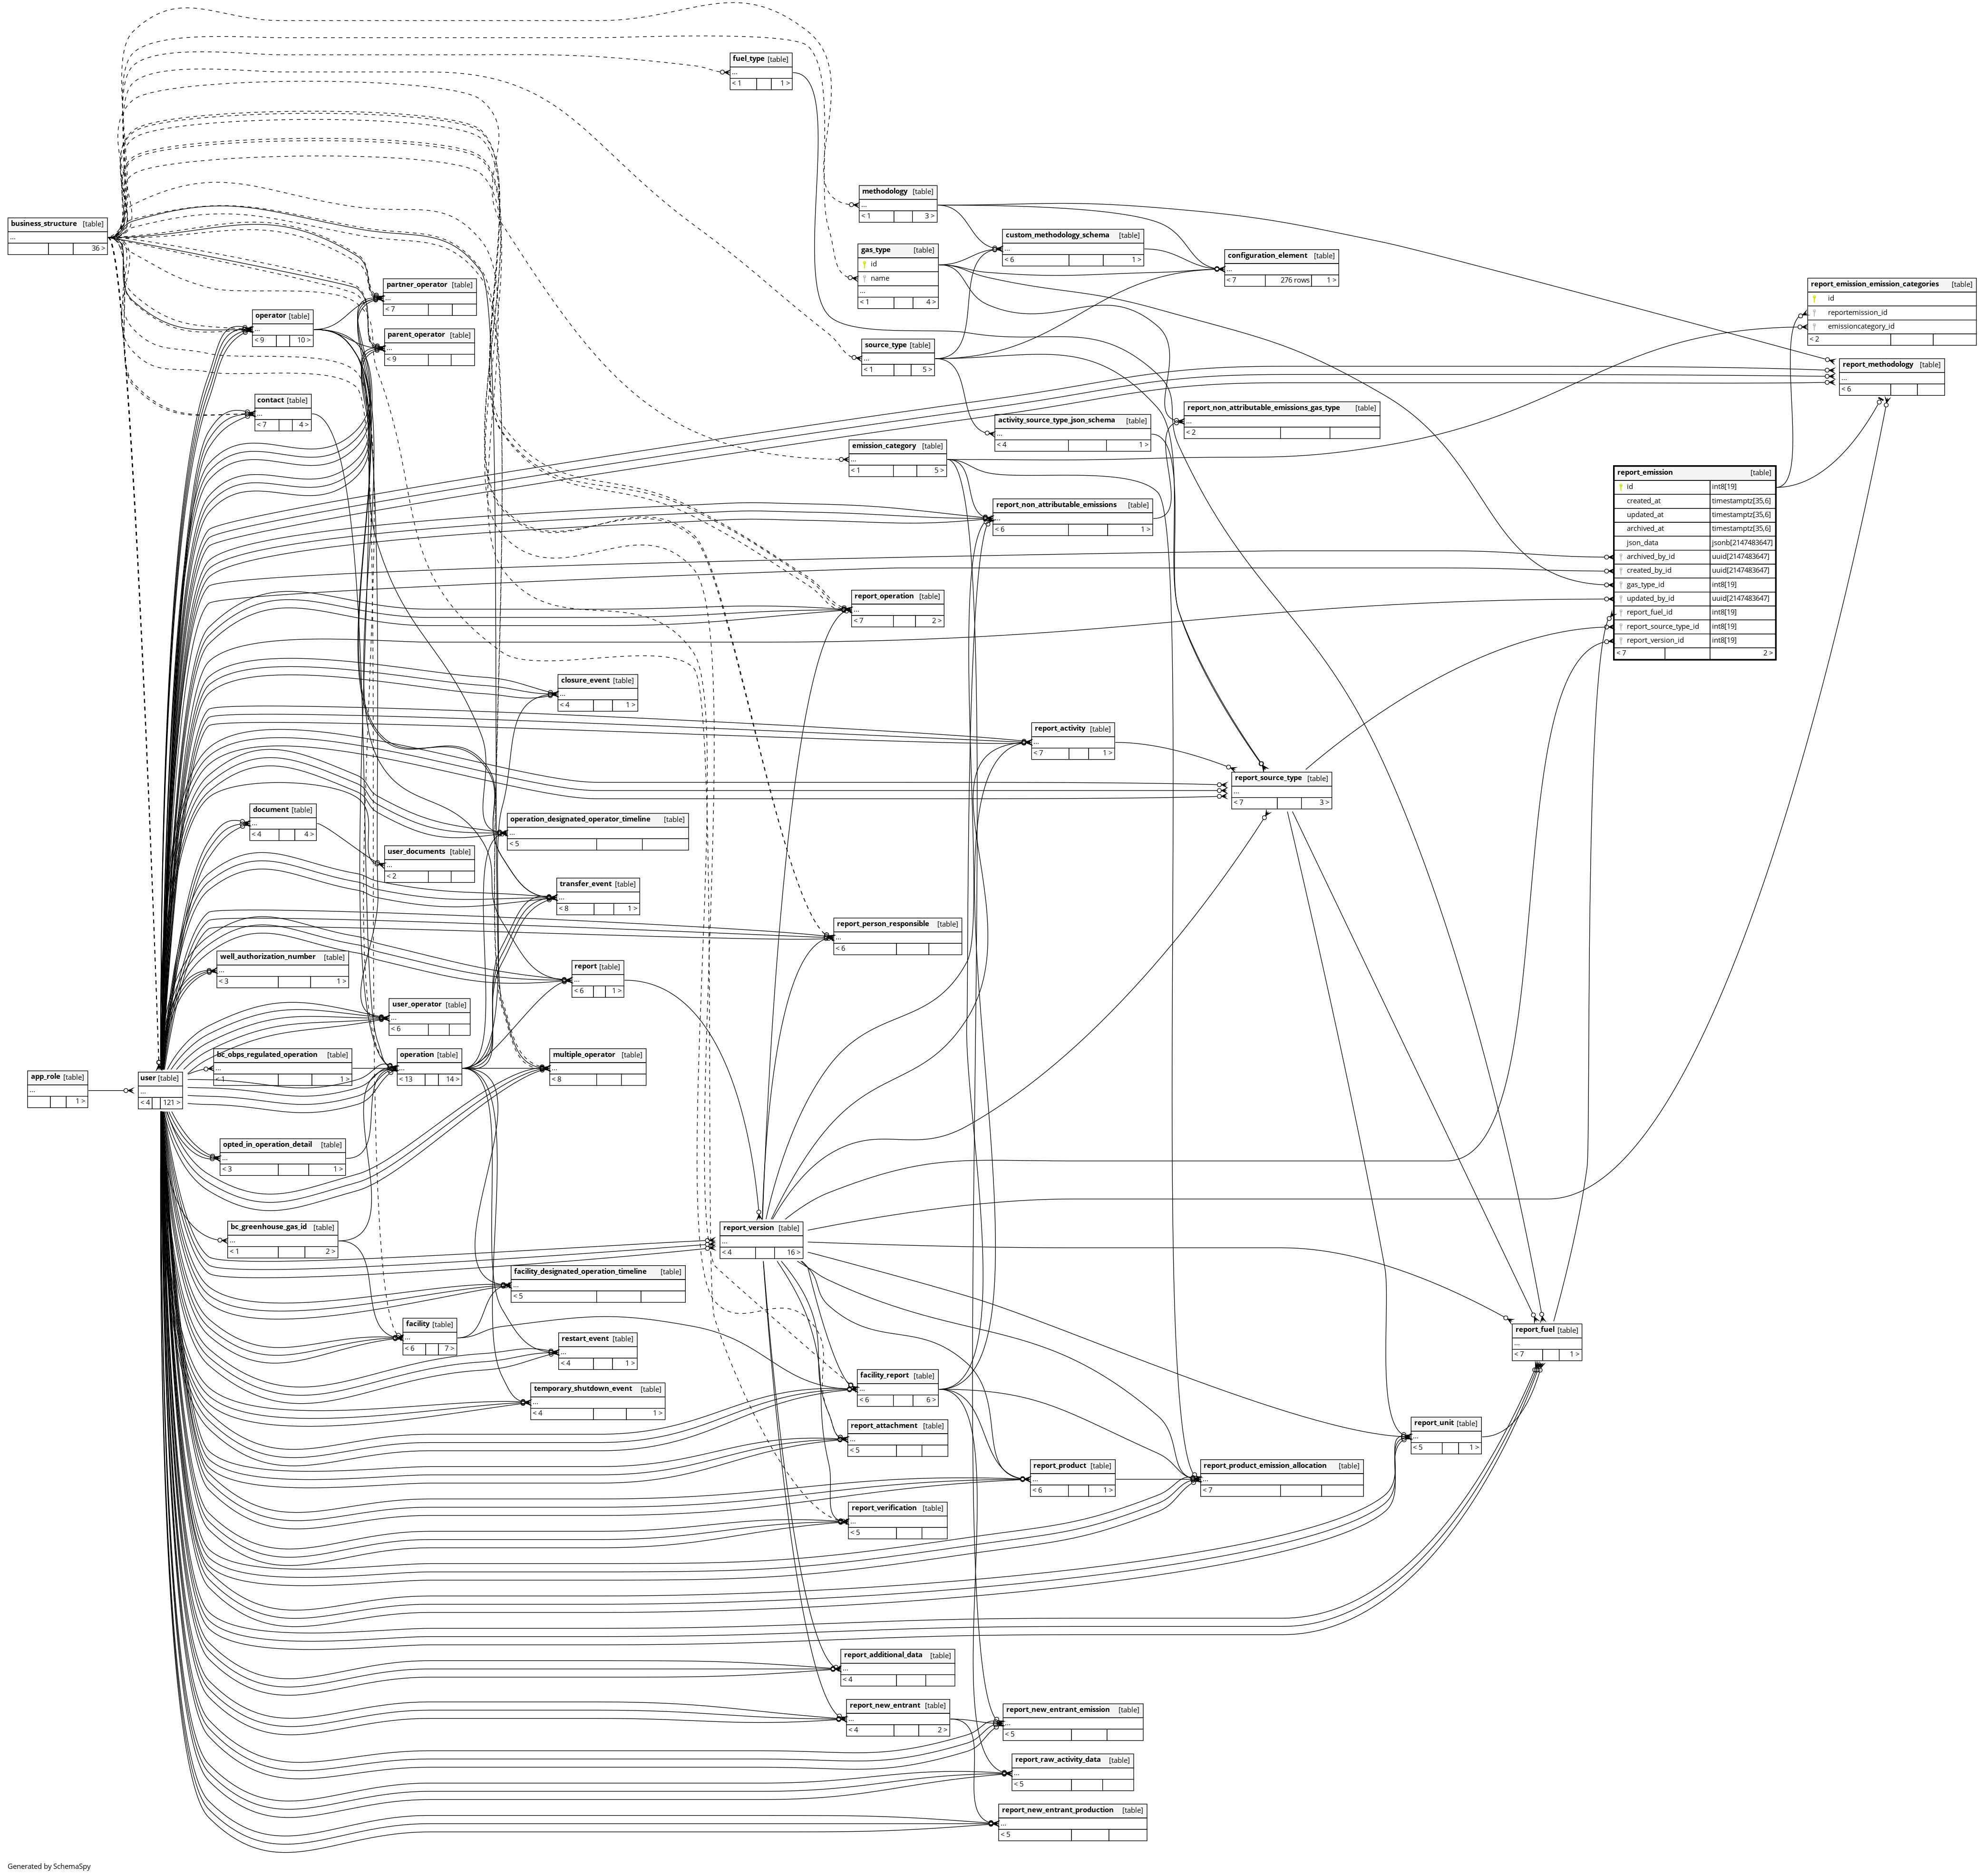 fuel_type [table]
...
< 1 1 >
methodology [table]
...
< 1 3 >
business_structure [table]
...
36 >
custom_methodology_schema [table]
...
< 6 1 >
gas_type [table]
id
name
...
< 1 4 >
configuration_element [table]
...
< 7 276 rows 1 >
partner_operator [table]
...
< 7
report_emission_emission_categories [table]
id
reportemission_id
emissioncategory_id
< 2
operator [table]
...
< 9 10 >
parent_operator [table]
...
< 9
source_type [table]
...
< 1 5 >
report_methodology [table]
...
< 6
contact [table]
...
< 7 4 >
report_non_attributable_emissions_gas_type [table]
...
< 2
activity_source_type_json_schema [table]
...
< 4 1 >
emission_category [table]
...
< 1 5 >
report_emission [table]
id int8[19]
created_at timestamptz[35,6]
updated_at timestamptz[35,6]
archived_at timestamptz[35,6]
json_data jsonb[2147483647]
archived_by_id uuid[2147483647]
created_by_id uuid[2147483647]
gas_type_id int8[19]
updated_by_id uuid[2147483647]
report_fuel_id int8[19]
report_source_type_id int8[19]
report_version_id int8[19]
< 7 2 >
report_non_attributable_emissions [table]
...
< 6 1 >
report_operation [table]
...
< 7 2 >
closure_event [table]
...
< 4 1 >
report_activity [table]
...
< 7 1 >
report_source_type [table]
...
< 7 3 >
document [table]
...
< 4 4 >
operation_designated_operator_timeline [table]
...
< 5
user_documents [table]
...
< 2
transfer_event [table]
...
< 8 1 >
report_person_responsible [table]
...
< 6
well_authorization_number [table]
...
< 3 1 >
report [table]
...
< 6 1 >
user_operator [table]
...
< 6
bc_obps_regulated_operation [table]
...
< 1 1 >
operation [table]
...
< 13 14 >
multiple_operator [table]
...
< 8
app_role [table]
...
1 >
user [table]
...
< 4 121 >
opted_in_operation_detail [table]
...
< 3 1 >
bc_greenhouse_gas_id [table]
...
< 1 2 >
report_version [table]
...
< 4 16 >
facility_designated_operation_timeline [table]
...
< 5
facility [table]
...
< 6 7 >
restart_event [table]
...
< 4 1 >
report_fuel [table]
...
< 7 1 >
facility_report [table]
...
< 6 6 >
temporary_shutdown_event [table]
...
< 4 1 >
report_attachment [table]
...
< 5
report_unit [table]
...
< 5 1 >
report_product [table]
...
< 6 1 >
report_product_emission_allocation [table]
...
< 7
report_verification [table]
...
< 5
report_additional_data [table]
...
< 4
report_new_entrant [table]
...
< 4 2 >
report_new_entrant_emission [table]
...
< 5
report_raw_activity_data [table]
...
< 5
report_new_entrant_production [table]
...
< 5
Generated by SchemaSpy